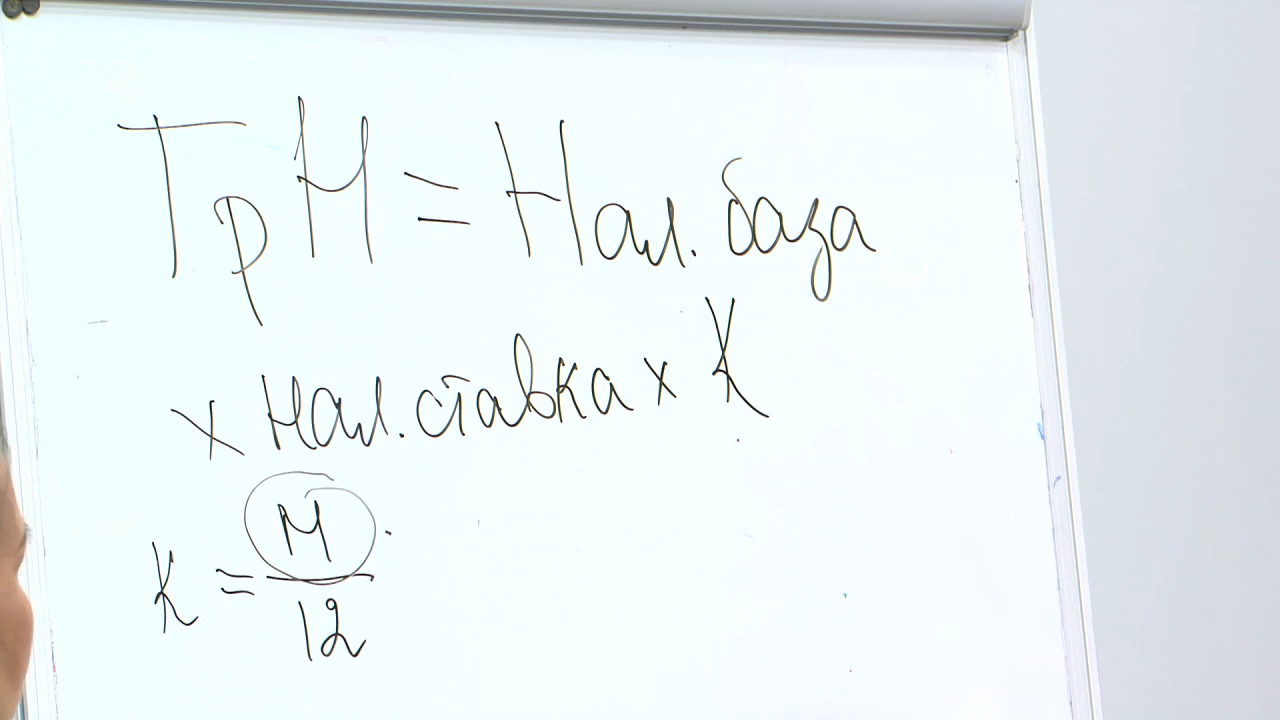 ТрН = Нал. база
х Нал. ставка х К
К = М
12